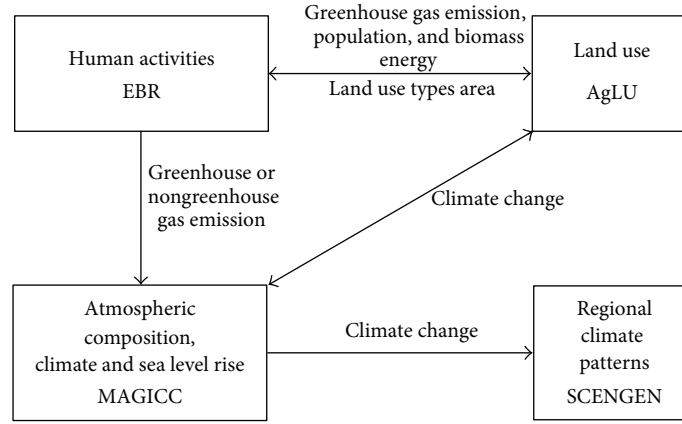 Human activities
EBR
Greenhouse gas emission,
population, and biomass
energy
Land use types area
Land use
AgLU
Greenhouse or
nongreenhouse
gas emission
Climate change
Atmospheric
composition,
climate and sea level rise
MAGICC
Climate change
Regional
climate
patterns
SCENGEN